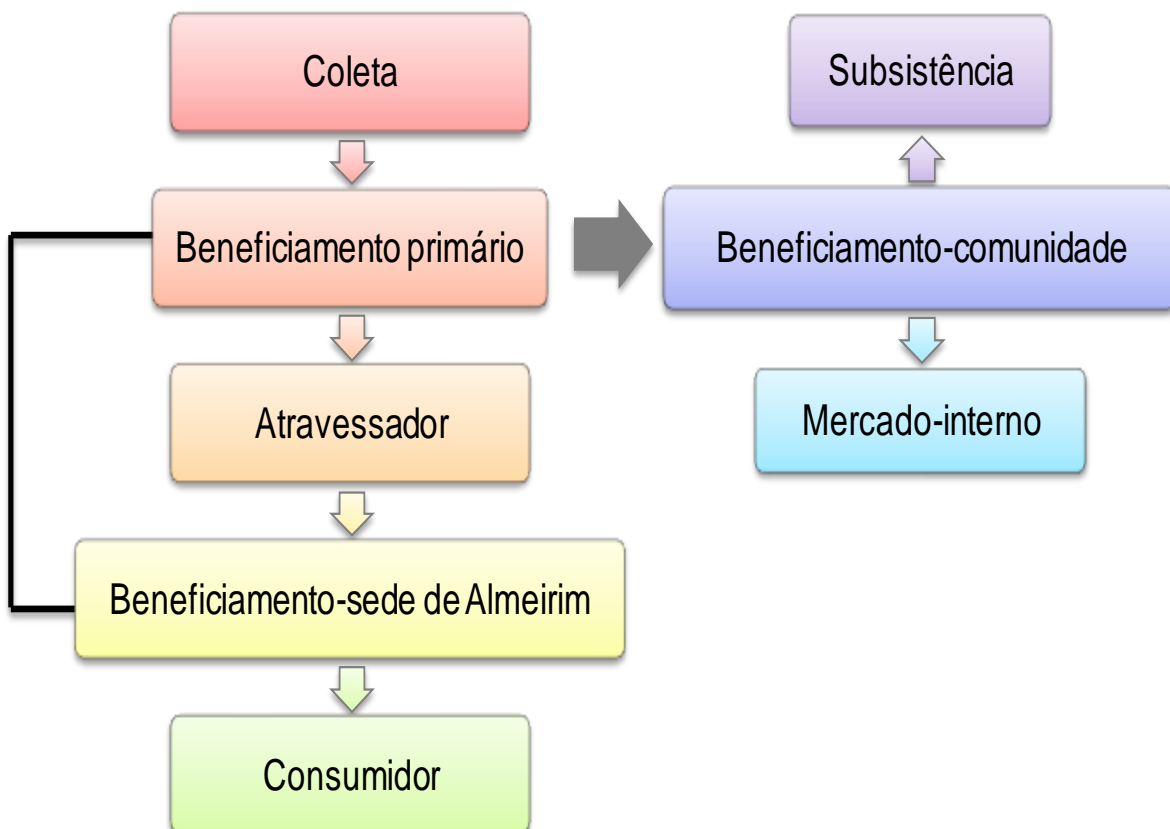 Coleta
Beneficiamento primário
Atravessador
Beneficiamento-sede de Almeirim
Consumidor
Subsistência
Beneficiamento-comunidade
Mercado-interno